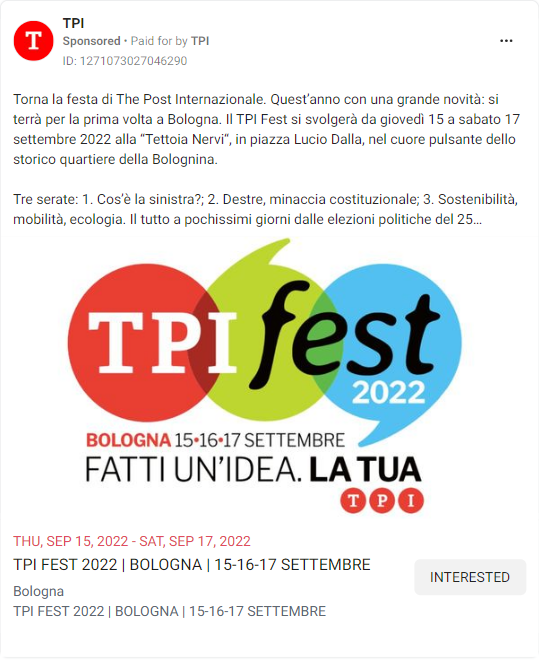 TPI
Sponsored • Paid for by TPI
ID: 1271073027046290
Torna la festa di The Post Internazionale. Quest'anno con una grande novità: si
terrà per la prima volta a Bologna. Il TPI Fest si svolgerà da giovedì 15 a sabato 17
settembre 2022 alla “Tettoia Nervi“, in piazza Lucio Dalla, nel cuore pulsante dello
storico quartiere della Bolognina.
Tre serate: 1. Cos'è la sinistra?; 2. Destre, minaccia costituzionale; 3. Sostenibilità,
mobilità, ecologia. Il tutto a pochissimi giorni dalle elezioni politiche del 25...
TPI fest
2022
BOLOGNA 15•16•17 SETTEMBRE
FATTI UN'IDEA. LA TUA
TPI
THU, SEP 15, 2022 - SAT, SEP 17, 2022
TPI FEST 2022 | BOLOGNA | 15-16-17 SETTEMBRE
INTERESTED
Bologna
TPI FEST 2022 | BOLOGNA | 15-16-17 SETTEMBRE